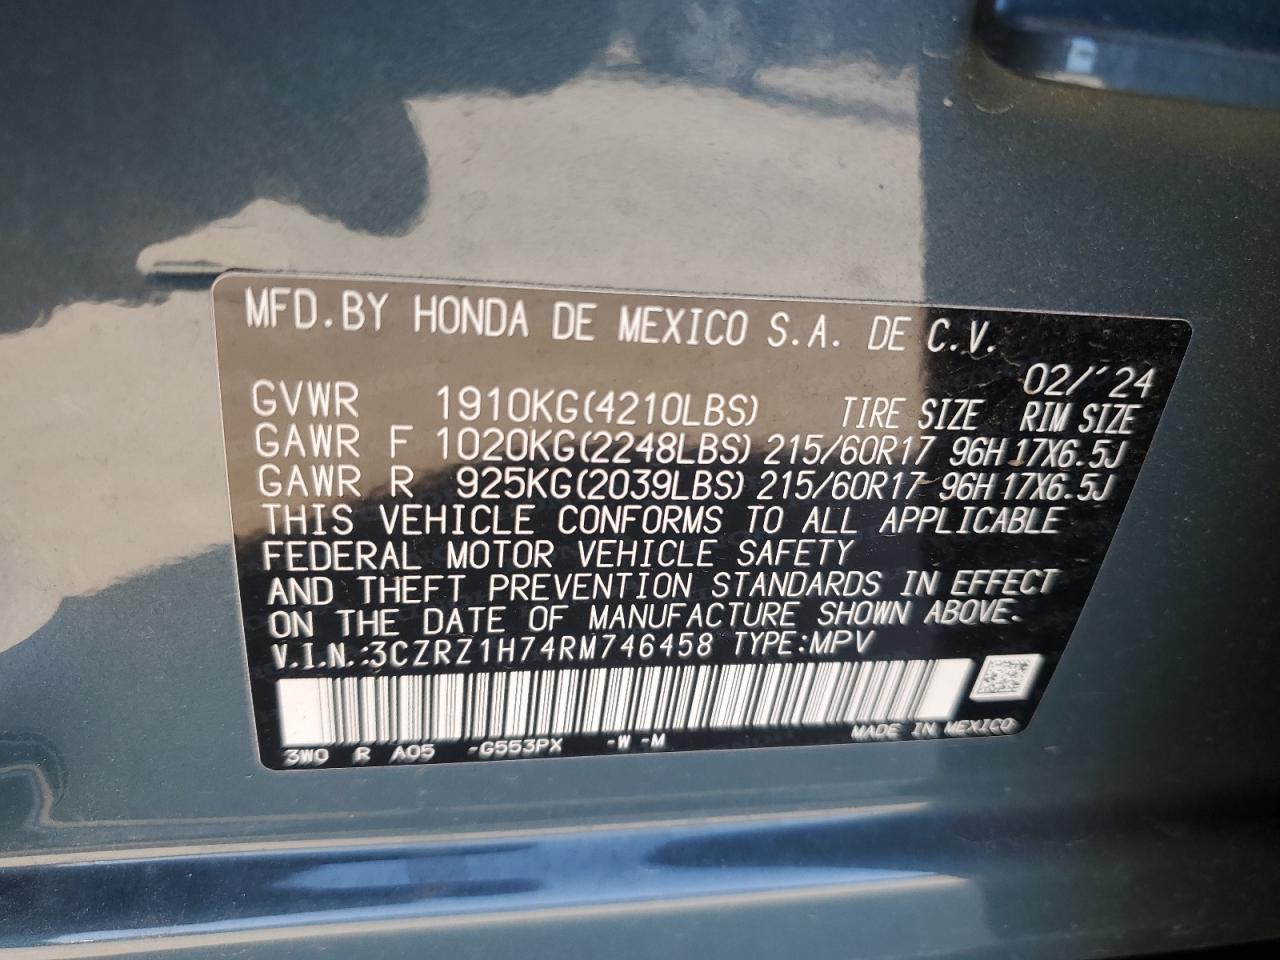 MFD.BY HONDA DE MEXICO S.A. DE C.V.
02/´24
GVWR 1910KG(4210LBS) TIRE SIZE RIM SIZE
GAWR F 1020KG(2248LBS) 215/60R17 96H 17X6.5J
GAWR R 925KG(2039LBS) 215/60R17 96H 17X6.5J
THIS VEHICLE CONFORMS TO ALL APPLICABLE
FEDERAL MOTOR VEHICLE SAFETY
AND THEFT PREVENTION STANDARDS IN EFFECT
ON THE DATE OF MANUFACTURE SHOWN ABOVE.
V.I.N.:3CZRZ1H74RM746458 TYPE:MPV
MADE IN MEXICO
3W0 R A05 -G553PX -W -M